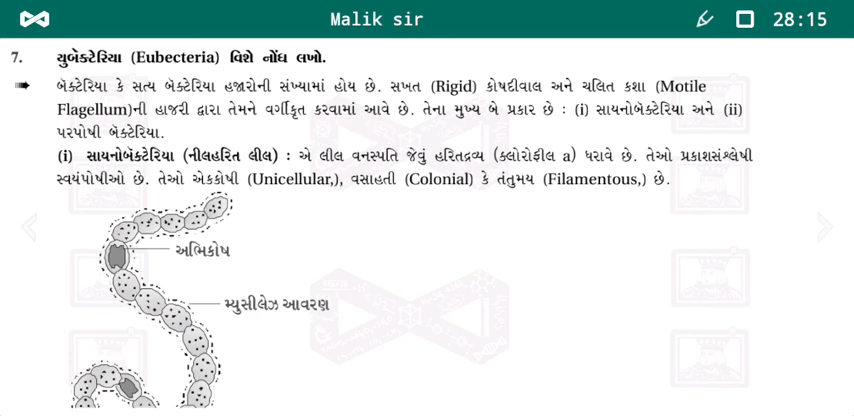 Malik sir
28:15
7. યુબૅક્ટેરિયા (Eubecteria) વિશે નોંધ લખો.
બૅક્ટેરિયા કે સત્ય બૅક્ટેરિયા હજારોની સંખ્યામાં હોય છે. સખત (Rigid) કોષદીવાલ અને ચલિત કશા (Motile
Flagellum)ની હાજરી દ્વારા તેમને વર્ગીકૃત કરવામાં આવે છે. તેના મુખ્ય બે પ્રકાર છે : (i) સાયનોબૅક્ટેરિયા અને (ii)
પરપોષી બૅક્ટેરિયા.
(i) સાયનોબૅક્ટેરિયા (નીલહરિત લીલ) : એ લીલ વનસ્પતિ જેવું હરિતદ્રવ્ય (ક્લોરોફીલ a) ધરાવે છે. તેઓ પ્રકાશસંશ્લેષી
સ્વયંપોષીઓ છે. તેઓ એકકોષી (Unicellular,), વસાહતી (Colonial) કે તંતુમય (Filamentous,) છે.
અભિકોષ
મ્યુસીલેઝ આવરણ